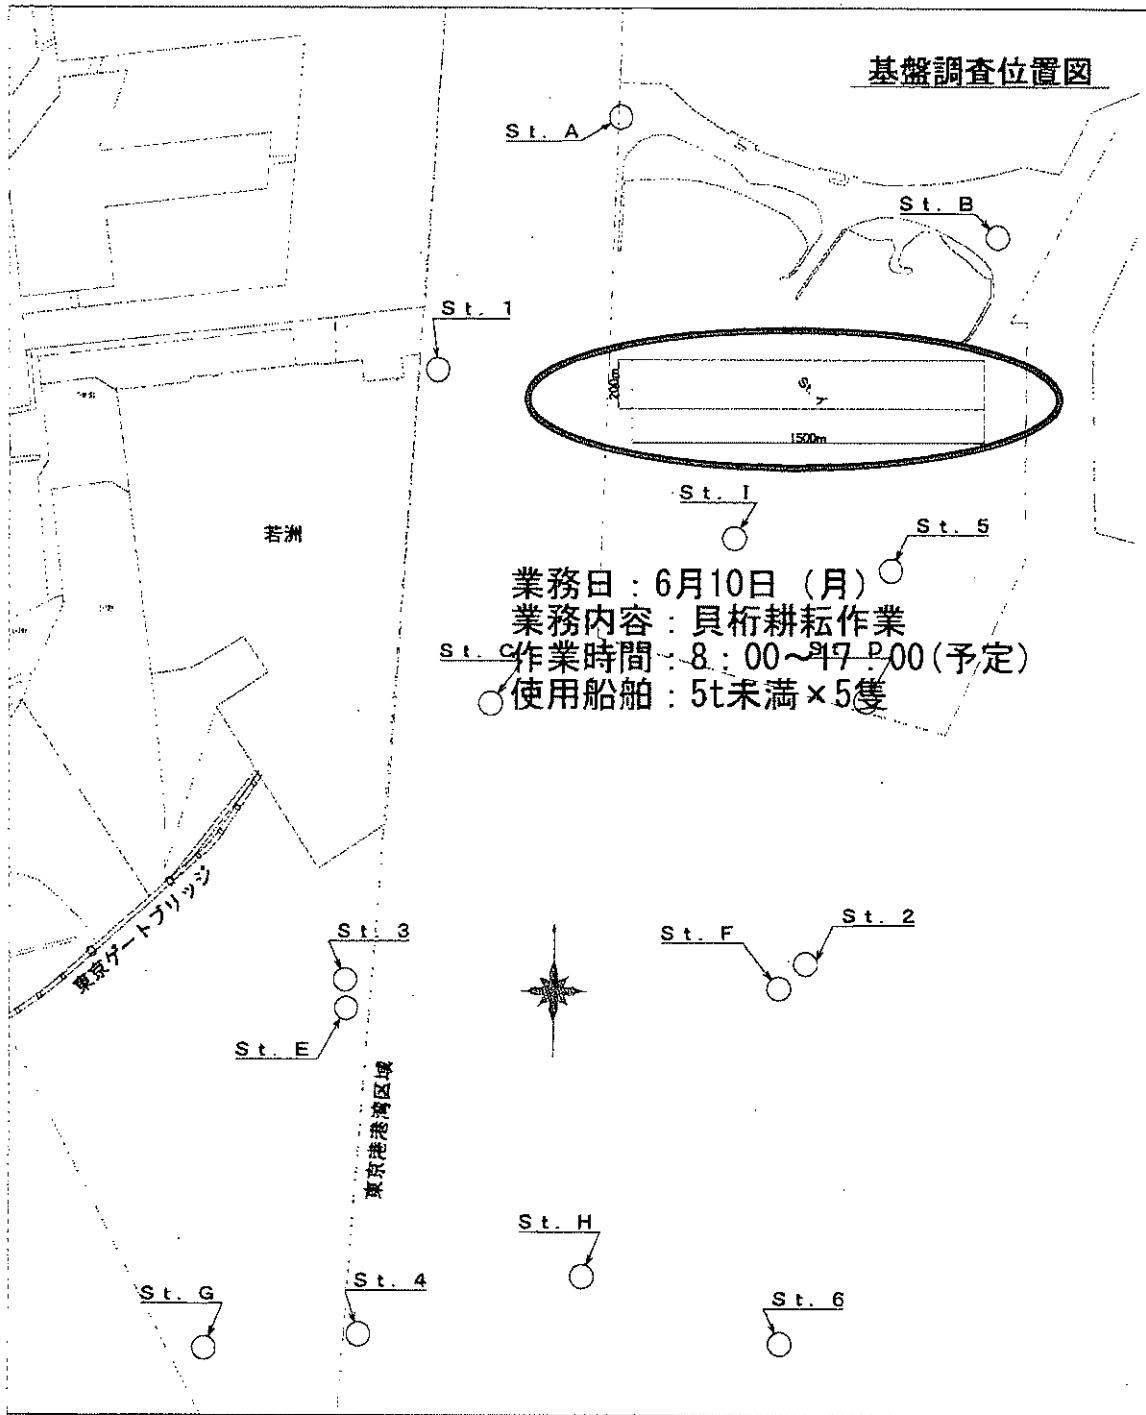 基盤調査位置図
St. A
St. B
St. 1
200m
St. ア
1500m
St. I
St. 5
若洲
業務日：6月10日（月）
業務内容：貝桁耕耘作業
St. C
St. D
作業時間：8：00～17：00(予定)
使用船舶：5t未満×5隻
東京ゲートブリッジ
St. 3
St. F
St. 2
St. E
東京港港湾区域
St. H
St. G
St. 4
St. 6